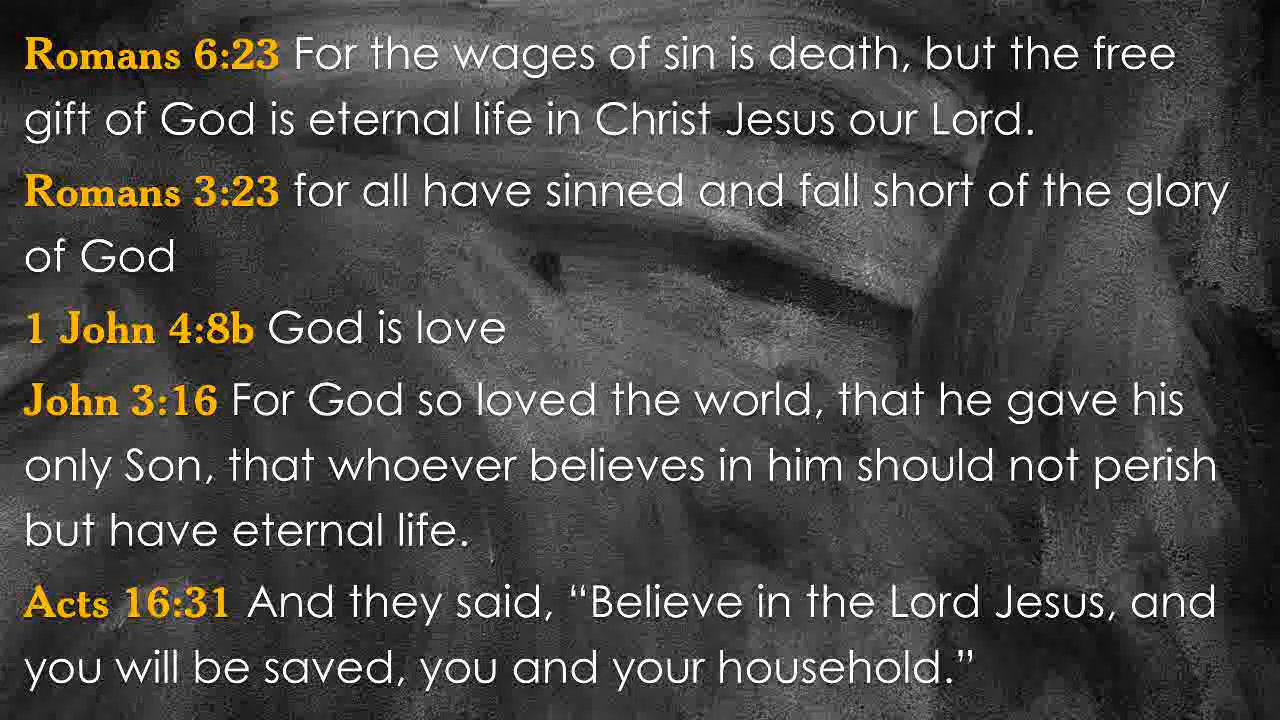 Romans 6:23 For the wages of sin is death, but the free
gift of God is eternal life in Christ Jesus our Lord.
Romans 3:23 for all have sinned and fall short of the glory
of God
1 John 4:8b God is love
John 3:16 For God so loved the world, that he gave his
only Son, that whoever believes in him should not perish
but have eternal life.
Acts 16:31 And they said, “Believe in the Lord Jesus, and
you will be saved, you and your household.”